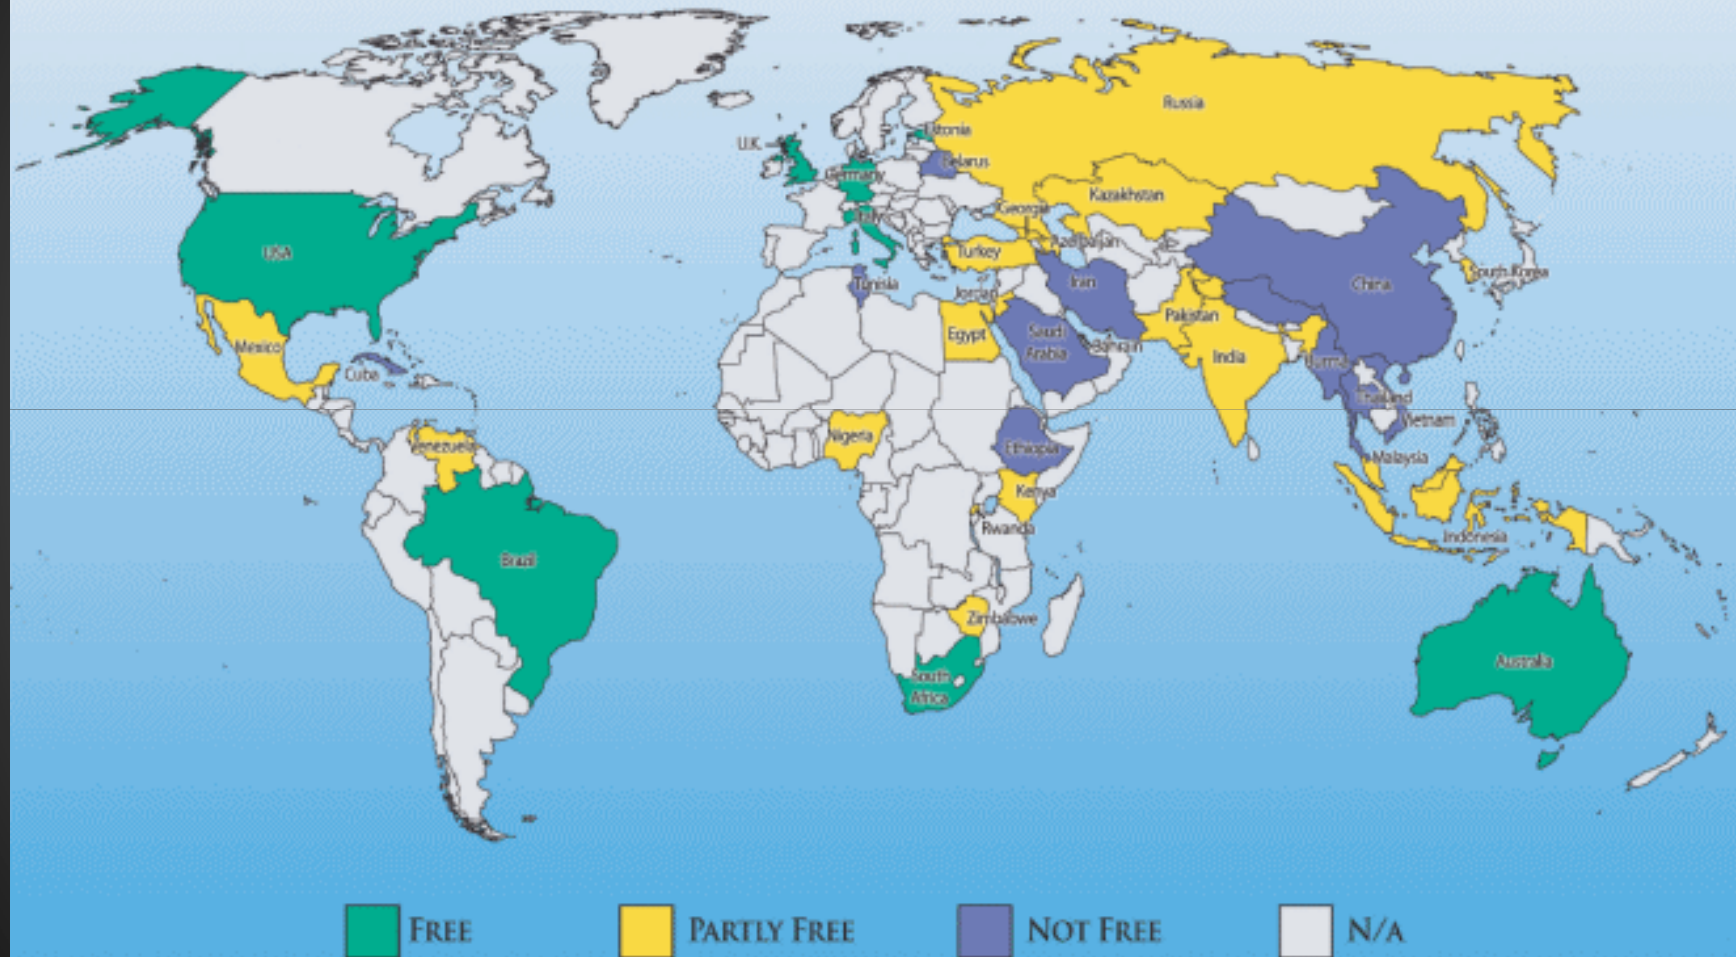 Russia
Estonia
U.K.
Belarus
Germany
Kazakhstan
Georgia
Italy
Azerbaijan
Turkey
USA
South Korea
Iran
Tunisia
China
Jordan
Pakistan
Egypt
Saudi
Arabia
Bahrain
Mexico
India
Burma
Cuba
Thailand
Vietnam
Nigeria
Venezuela
Ethiopia
Malaysia
Kenya
Rwanda
Indonesia
Brazil
Zimbabwe
Australia
South
Africa
FREE
PARTLY FREE
NOT FREE
N/A